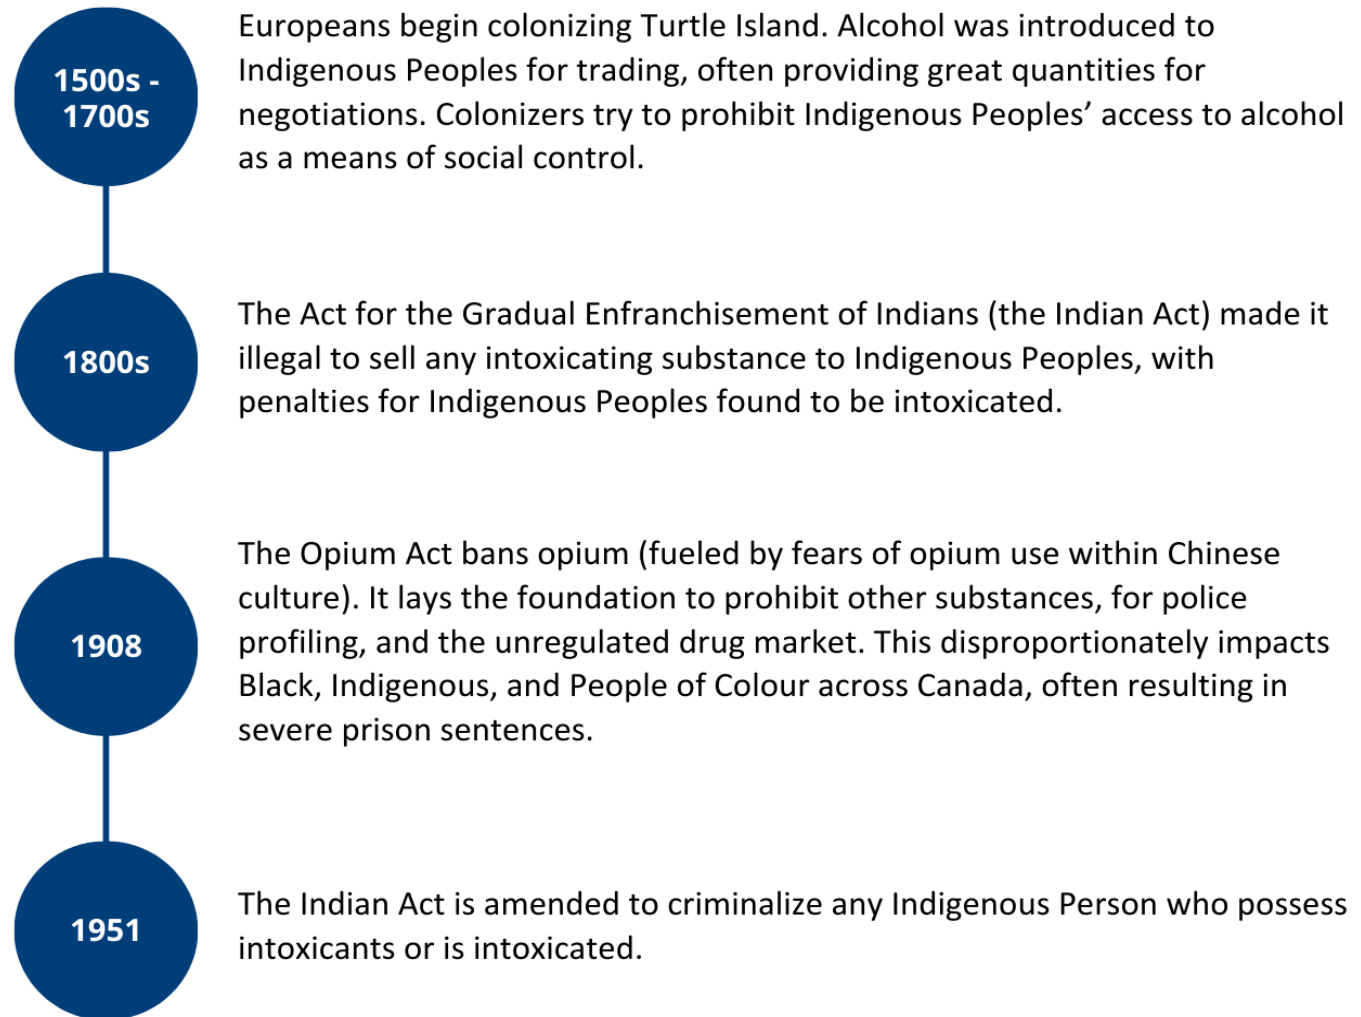 1500s -
1700s
Europeans begin colonizing Turtle Island. Alcohol was introduced to
Indigenous Peoples for trading, often providing great quantities for
negotiations. Colonizers try to prohibit Indigenous Peoples’ access to alcohol
as a means of social control.
1800s
The Act for the Gradual Enfranchisement of Indians (the Indian Act) made it
illegal to sell any intoxicating substance to Indigenous Peoples, with
penalties for Indigenous Peoples found to be intoxicated.
1908
The Opium Act bans opium (fueled by fears of opium use within Chinese
culture). It lays the foundation to prohibit other substances, for police
profiling, and the unregulated drug market. This disproportionately impacts
Black, Indigenous, and People of Colour across Canada, often resulting in
severe prison sentences.
1951
The Indian Act is amended to criminalize any Indigenous Person who possess
intoxicants or is intoxicated.